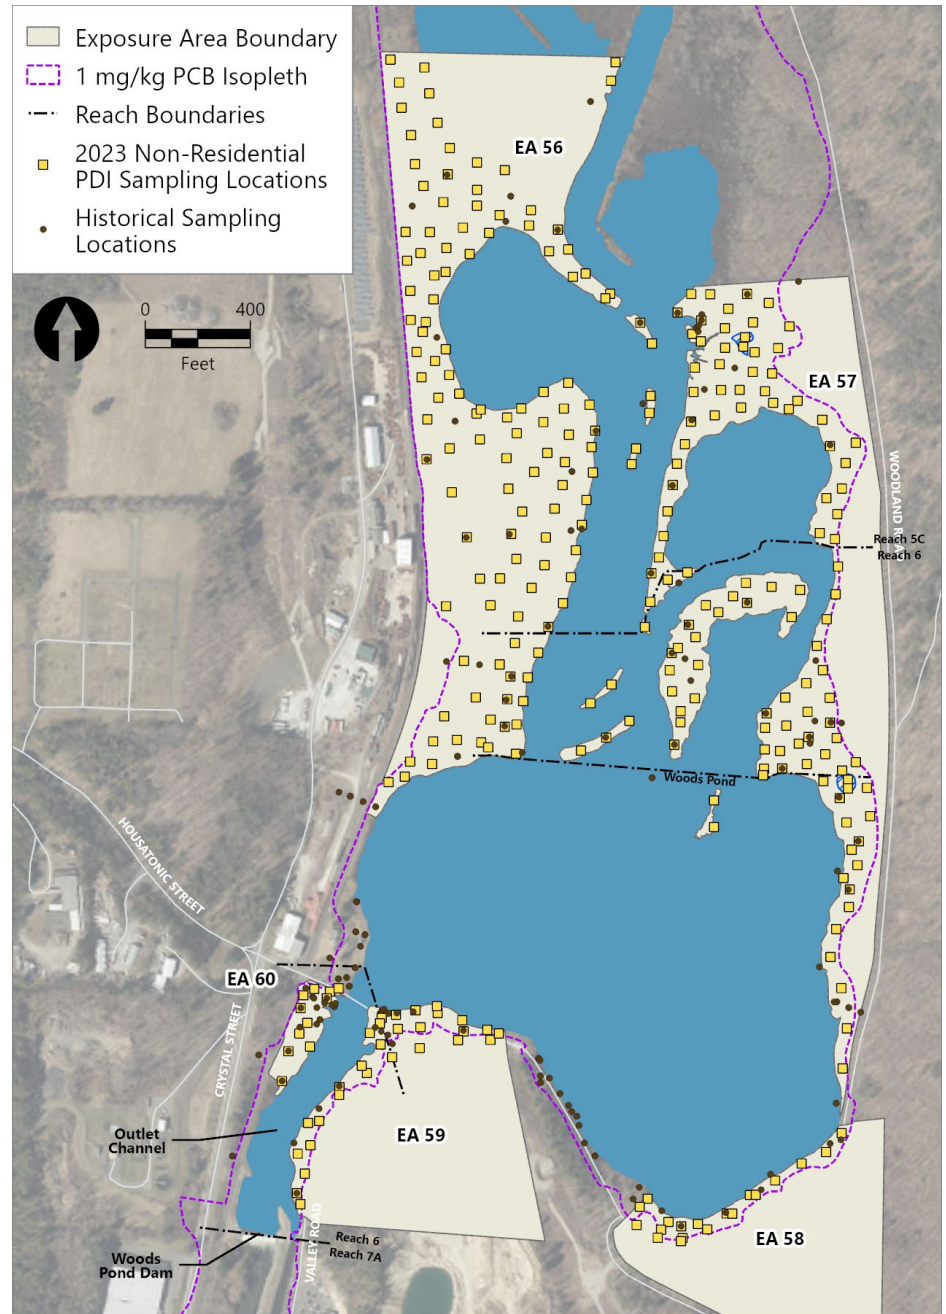 Exposure Area Boundary
1 mg/kg PCB Isopleth
Reach Boundaries
2023 Non-Residential
PDI Sampling Locations
Historical Sampling
Locations
0 400
Feet
EA 56
EA 57
WOODLAND ROAD
Reach 5C
Reach 6
Woods Pond
HOUSATONIC STREET
EA 60
CRYSTAL STREET
Outlet
Channel
EA 59
EA 58
VALLEY ROAD
Reach 6
Reach 7A
Woods
Pond Dam